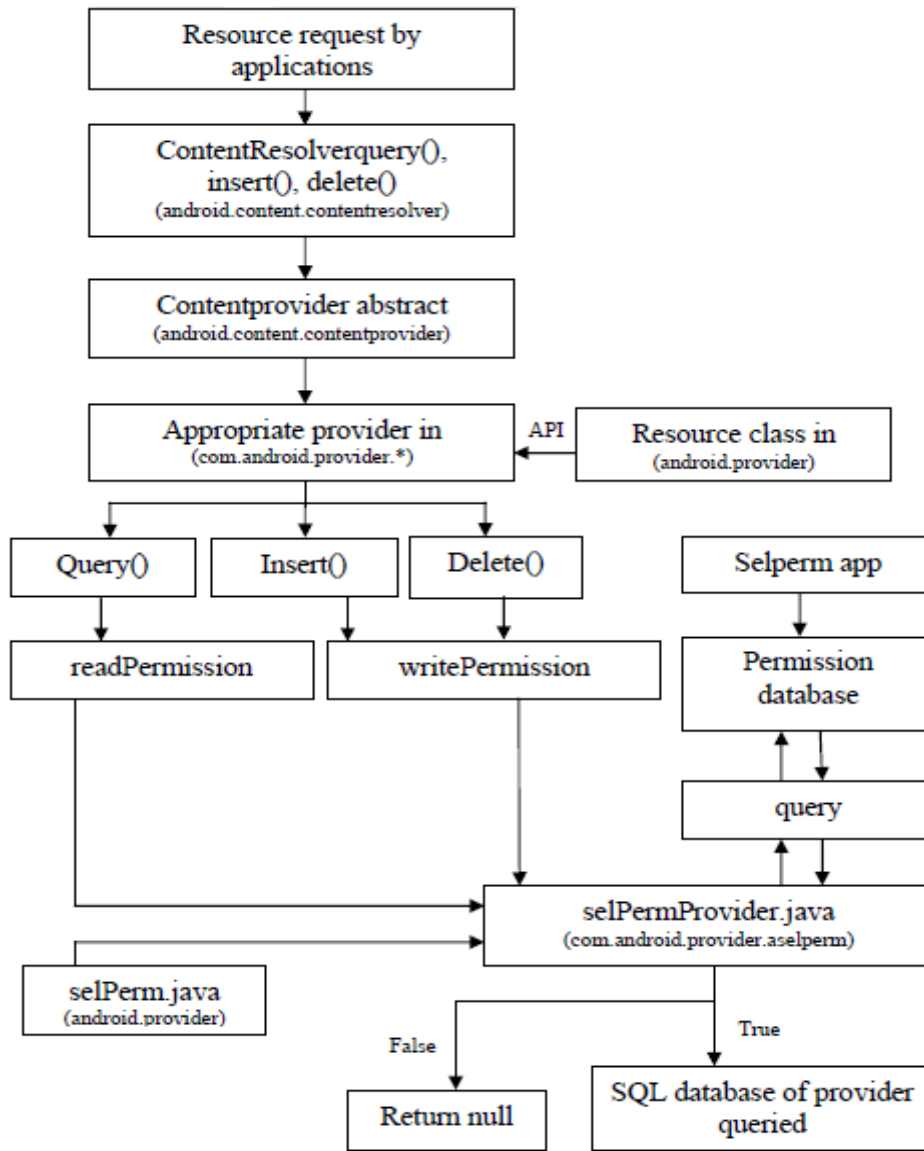 Resource request by
applications
ContentResolverquery(),
insert(), delete()
(android.content.contentresolver)
Contentprovider abstract
(android.content.contentprovider)
Appropriate provider in
(com.android.provider.*)
API
Resource class in
(android.provider)
Query()
Insert()
Delete()
Selperm app
readPermission
writePermission
Permission
database
query
selPermProvider.java
(com.android.provider.aselperm)
selPerm.java
(android.provider)
False
True
Return null
SQL database of provider
queried